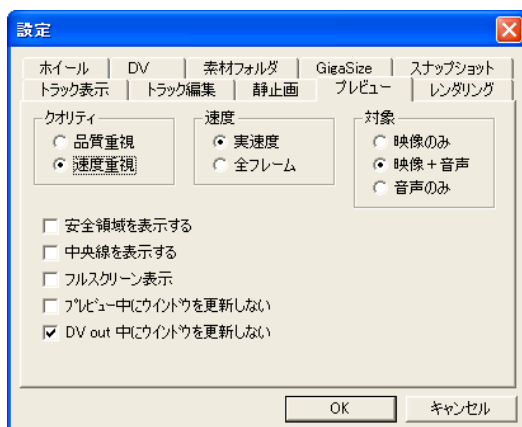 設定
ホイール DV 素材フォルダ GigaSize スナップショット
トラック表示 トラック編集 静止画 プレビュー レンダリング
クオリティ 速度 対象
品質重視 実速度 映像のみ
速度重視 全フレーム 映像+音声
音声のみ
安全領域を表示する
中央線を表示する
フルスクリーン表示
プレビュー中にウインドウを更新しない
DV out 中にウインドウを更新しない
OK キャンセル